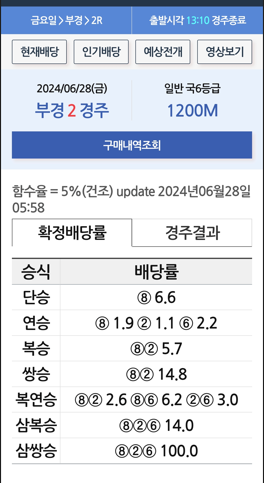 금요일 > 부경 > 2R 출발시각 13:10 경주종료
현재배당 인기배당 예상전개 영상보기
2024/06/28(금) 일반 국6등급
부경 2 경주 1200M
구매내역조회
함수율 = 5%(건조) update 2024년06월28일
05:58
확정배당률 경주결과
승식 배당률
단승 ⑧ 6.6
연승 ⑧ 1.9 ② 1.1 ⑥ 2.2
복승 ⑧② 5.7
쌍승 ⑧② 14.8
복연승 ⑧② 2.6 ⑧⑥ 6.2 ②⑥ 3.0
삼복승 ⑧②⑥ 14.0
삼쌍승 ⑧②⑥ 100.0